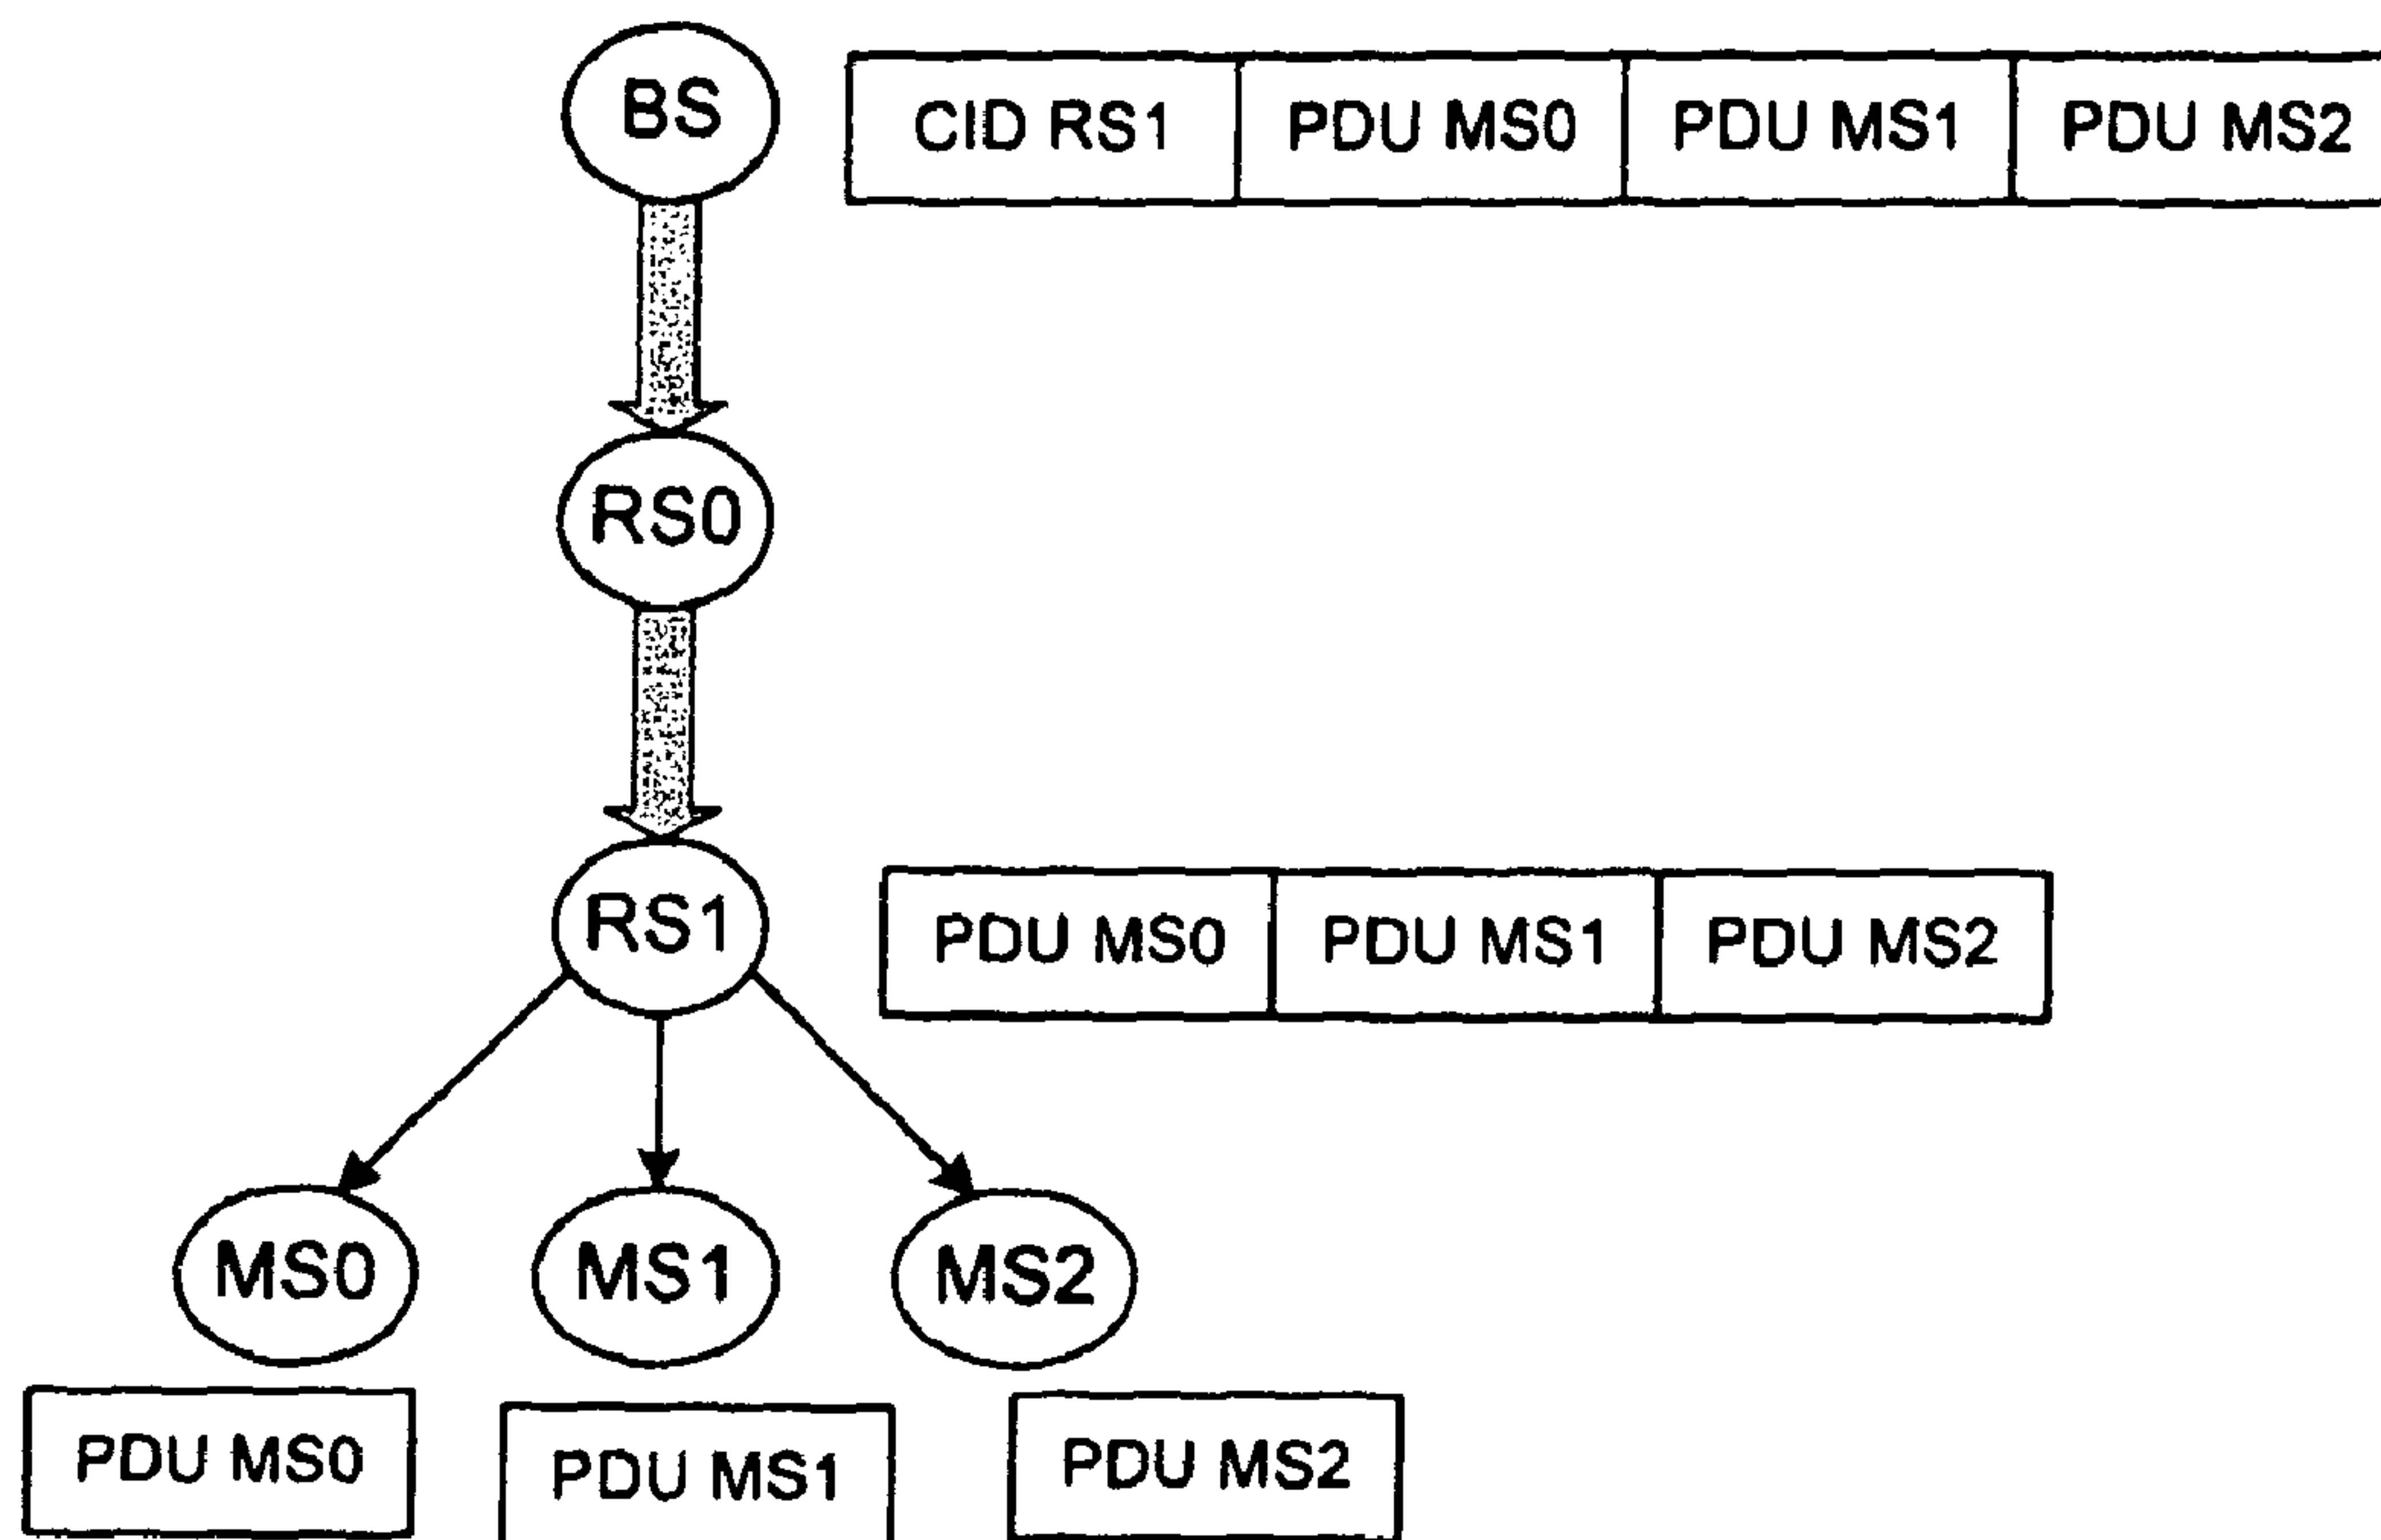 BS
CID RS1 PDU MS0 PDU MS1 PDU MS2
RS0
RS1
PDU MS0 PDU MS1 PDU MS2
MS0 MS1 MS2
PDU MS0 PDU MS1 PDU MS2